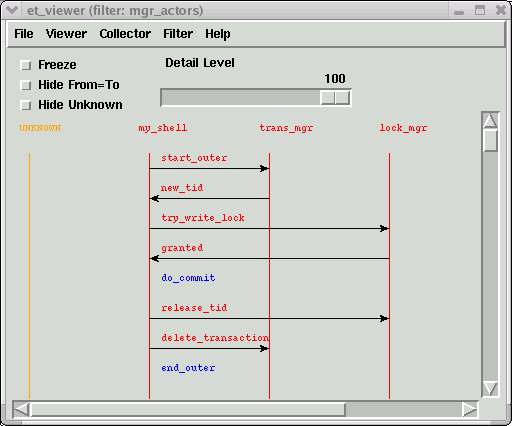 et_viewer (filter: mgr_actors)
File Viewer Collector Filter Help
Freeze
Hide From=To
Hide Unknown
Detail Level
100
UNKNOWN my_shell trans_mgr lock_mgr
start_outer
new_tid
try_write_lock
granted
do_commit
release_tid
delete_transaction
end_outer